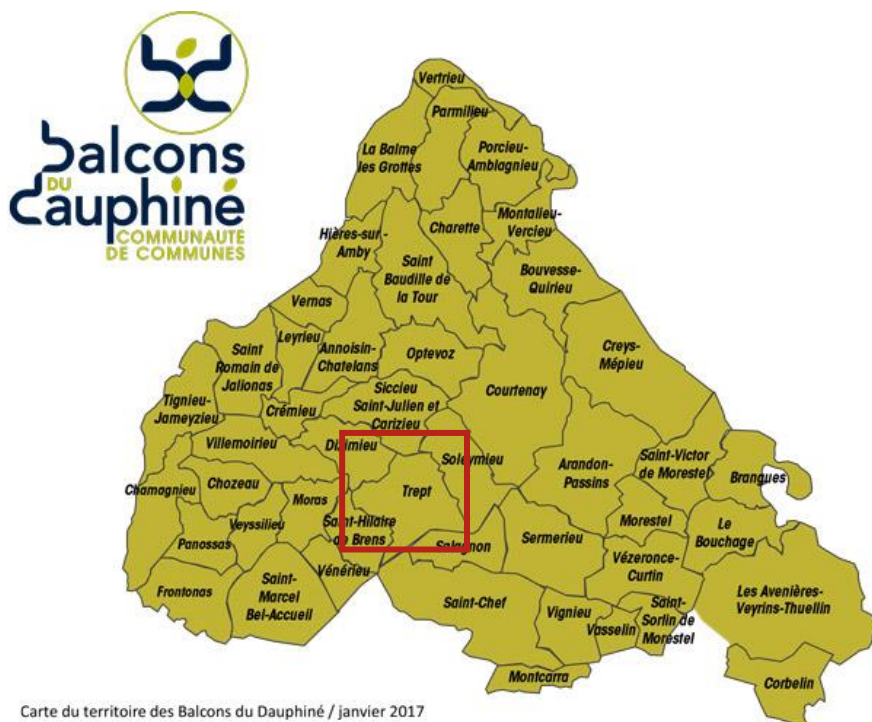 balcons
DU
Dauphiné
COMMUNAUTÉ
DE COMMUNES
Vertrieu
Parmilieu
La Balme
les Grottes
Porcieu-
Amblagnieu
Hières-sur-
Amby
Charette
Montalieu-
Vercieu
Saint
Baudille de
la Tour
Bouvesse-
Quirieu
Vernas
Leyrieu
Saint
Romain de
Jalionas
Annoisin-
Chatelans
Optevoz
Creys-
Mépieu
Courtenay
Tignieu-
Jameyzieu
Crémieu
Siccieu
Saint-Julien et
Carizieu
Villemoirieu
Dizimieu
Soleymieu
Arandon-
Passins
Saint-Victor
de Morestel
Brangues
Chamagnieu
Chozeau
Moras
Trept
Panossas
Veyssilieu
Saint-Hilaire
de Brens
Salagnon
Sermerieu
Morestel
Le
Bouchage
Vénérieu
Vézeronce-
Curtin
Frontonas
Saint-
Marcel
Bel-Accueil
Saint-Chef
Vignieu
Vasselin
Saint-
Sorlin de
Morestel
Les Avenières-
Veyrins-Thuellin
Montcarra
Corbelin
Carte du territoire des Balcons du Dauphiné / janvier 2017